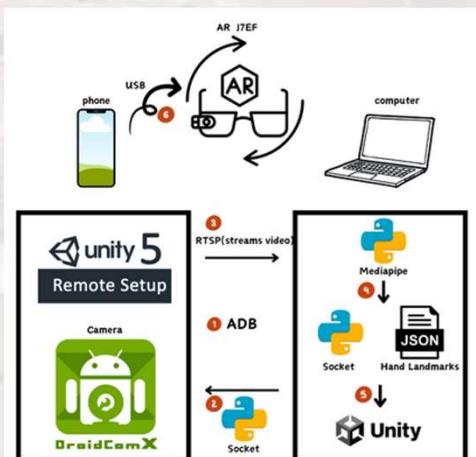 AR J7EF
USB
AR
6
phone
computer
unity 5
Remote Setup
3
RTSP(streams video)
Mediapipe
4
1 ADB
Camera
JSON
Socket
Hand Landmarks
2
5
Socket
Unity
DroidCamX